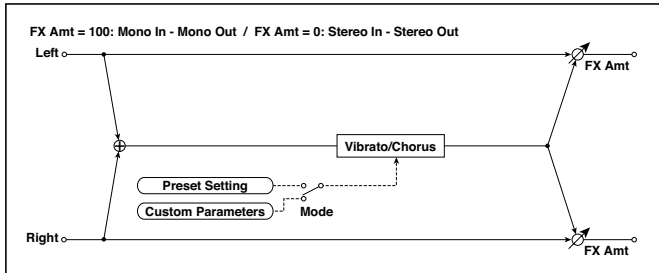 FX Amt = 100: Mono In - Mono Out / FX Amt = 0: Stereo In - Stereo Out
Left
FX Amt
Vibrato/Chorus
Preset Setting
Custom Parameters
Mode
Right
FX Amt